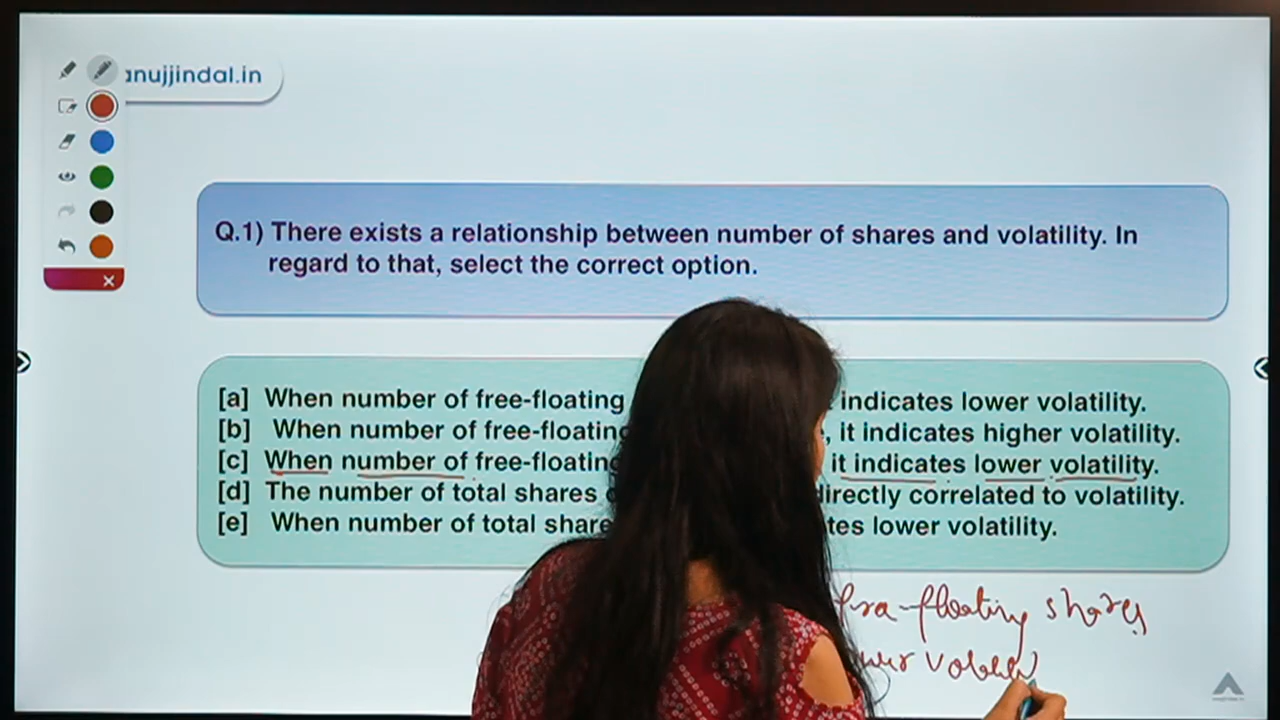 anujjindal.in
Q.1) There exists a relationship between number of shares and volatility. In
regard to that, select the correct option.
[a] When number of free-floating indicates lower volatility.
[b] When number of free-floating , it indicates higher volatility.
[c] When number of free-floating it indicates lower volatility.
[d] The number of total shares directly correlated to volatility.
[e] When number of total share lower volatility.
floating shares